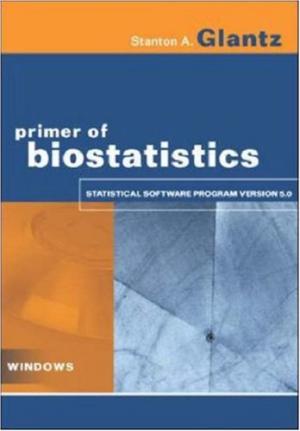 Stanton A. Glantz
primer of
biostatistics
STATISTICAL SOFTWARE PROGRAM VERSION 5.0
WINDOWS